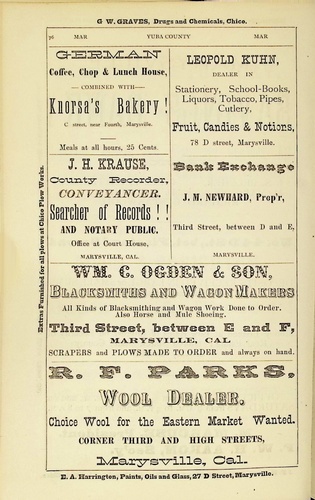 G W. GRAVES, Drugs and Chemicals, Chico.
76 MAR YUBA COUNTY MAR
GERMAN
Coffee, Chop & Lunch House,
— COMBINED WITH —
Knorsa's Bakery!
C street, near Fourth, Marysville.
Meals at all hours, 25 Cents.
LEOPOLD KUHN,
DEALER IN
Stationery, School-Books,
Liquors, Tobacco, Pipes,
Cutlery.
Fruit, Candies & Notions,
78 D street, Marysville.
J. H. KRAUSE,
County Recorder,
CONVEYANCER.
Searcher of Records!!
AND NOTARY PUBLIC.
Office at Court House,
MARYSVILLE, CAL.
Bank Exchange
J. M. NEWHARD, Prop'r,
Third Street, between D and E,
MARYSVILLE.
WM. C. OGDEN & SON,
BLACKSMITHS AND WAGON MAKERS
All Kinds of Blacksmithing and Wagon Work Done to Order.
Also Horse and Mule Shoeing.
Third Street, between E and F,
MARYSVILLE, CAL
SCRAPERS and PLOWS MADE TO ORDER and always on hand.
R. F. PARKS,
WOOL DEALER,
Choice Wool for the Eastern Market Wanted.
CORNER THIRD AND HIGH STREETS,
Marysville, Cal.
E. A. Harrington, Paints, Oils and Glass, 27 D Street, Marysville.
Extras Furnished for all plows at Chico Plow Works.